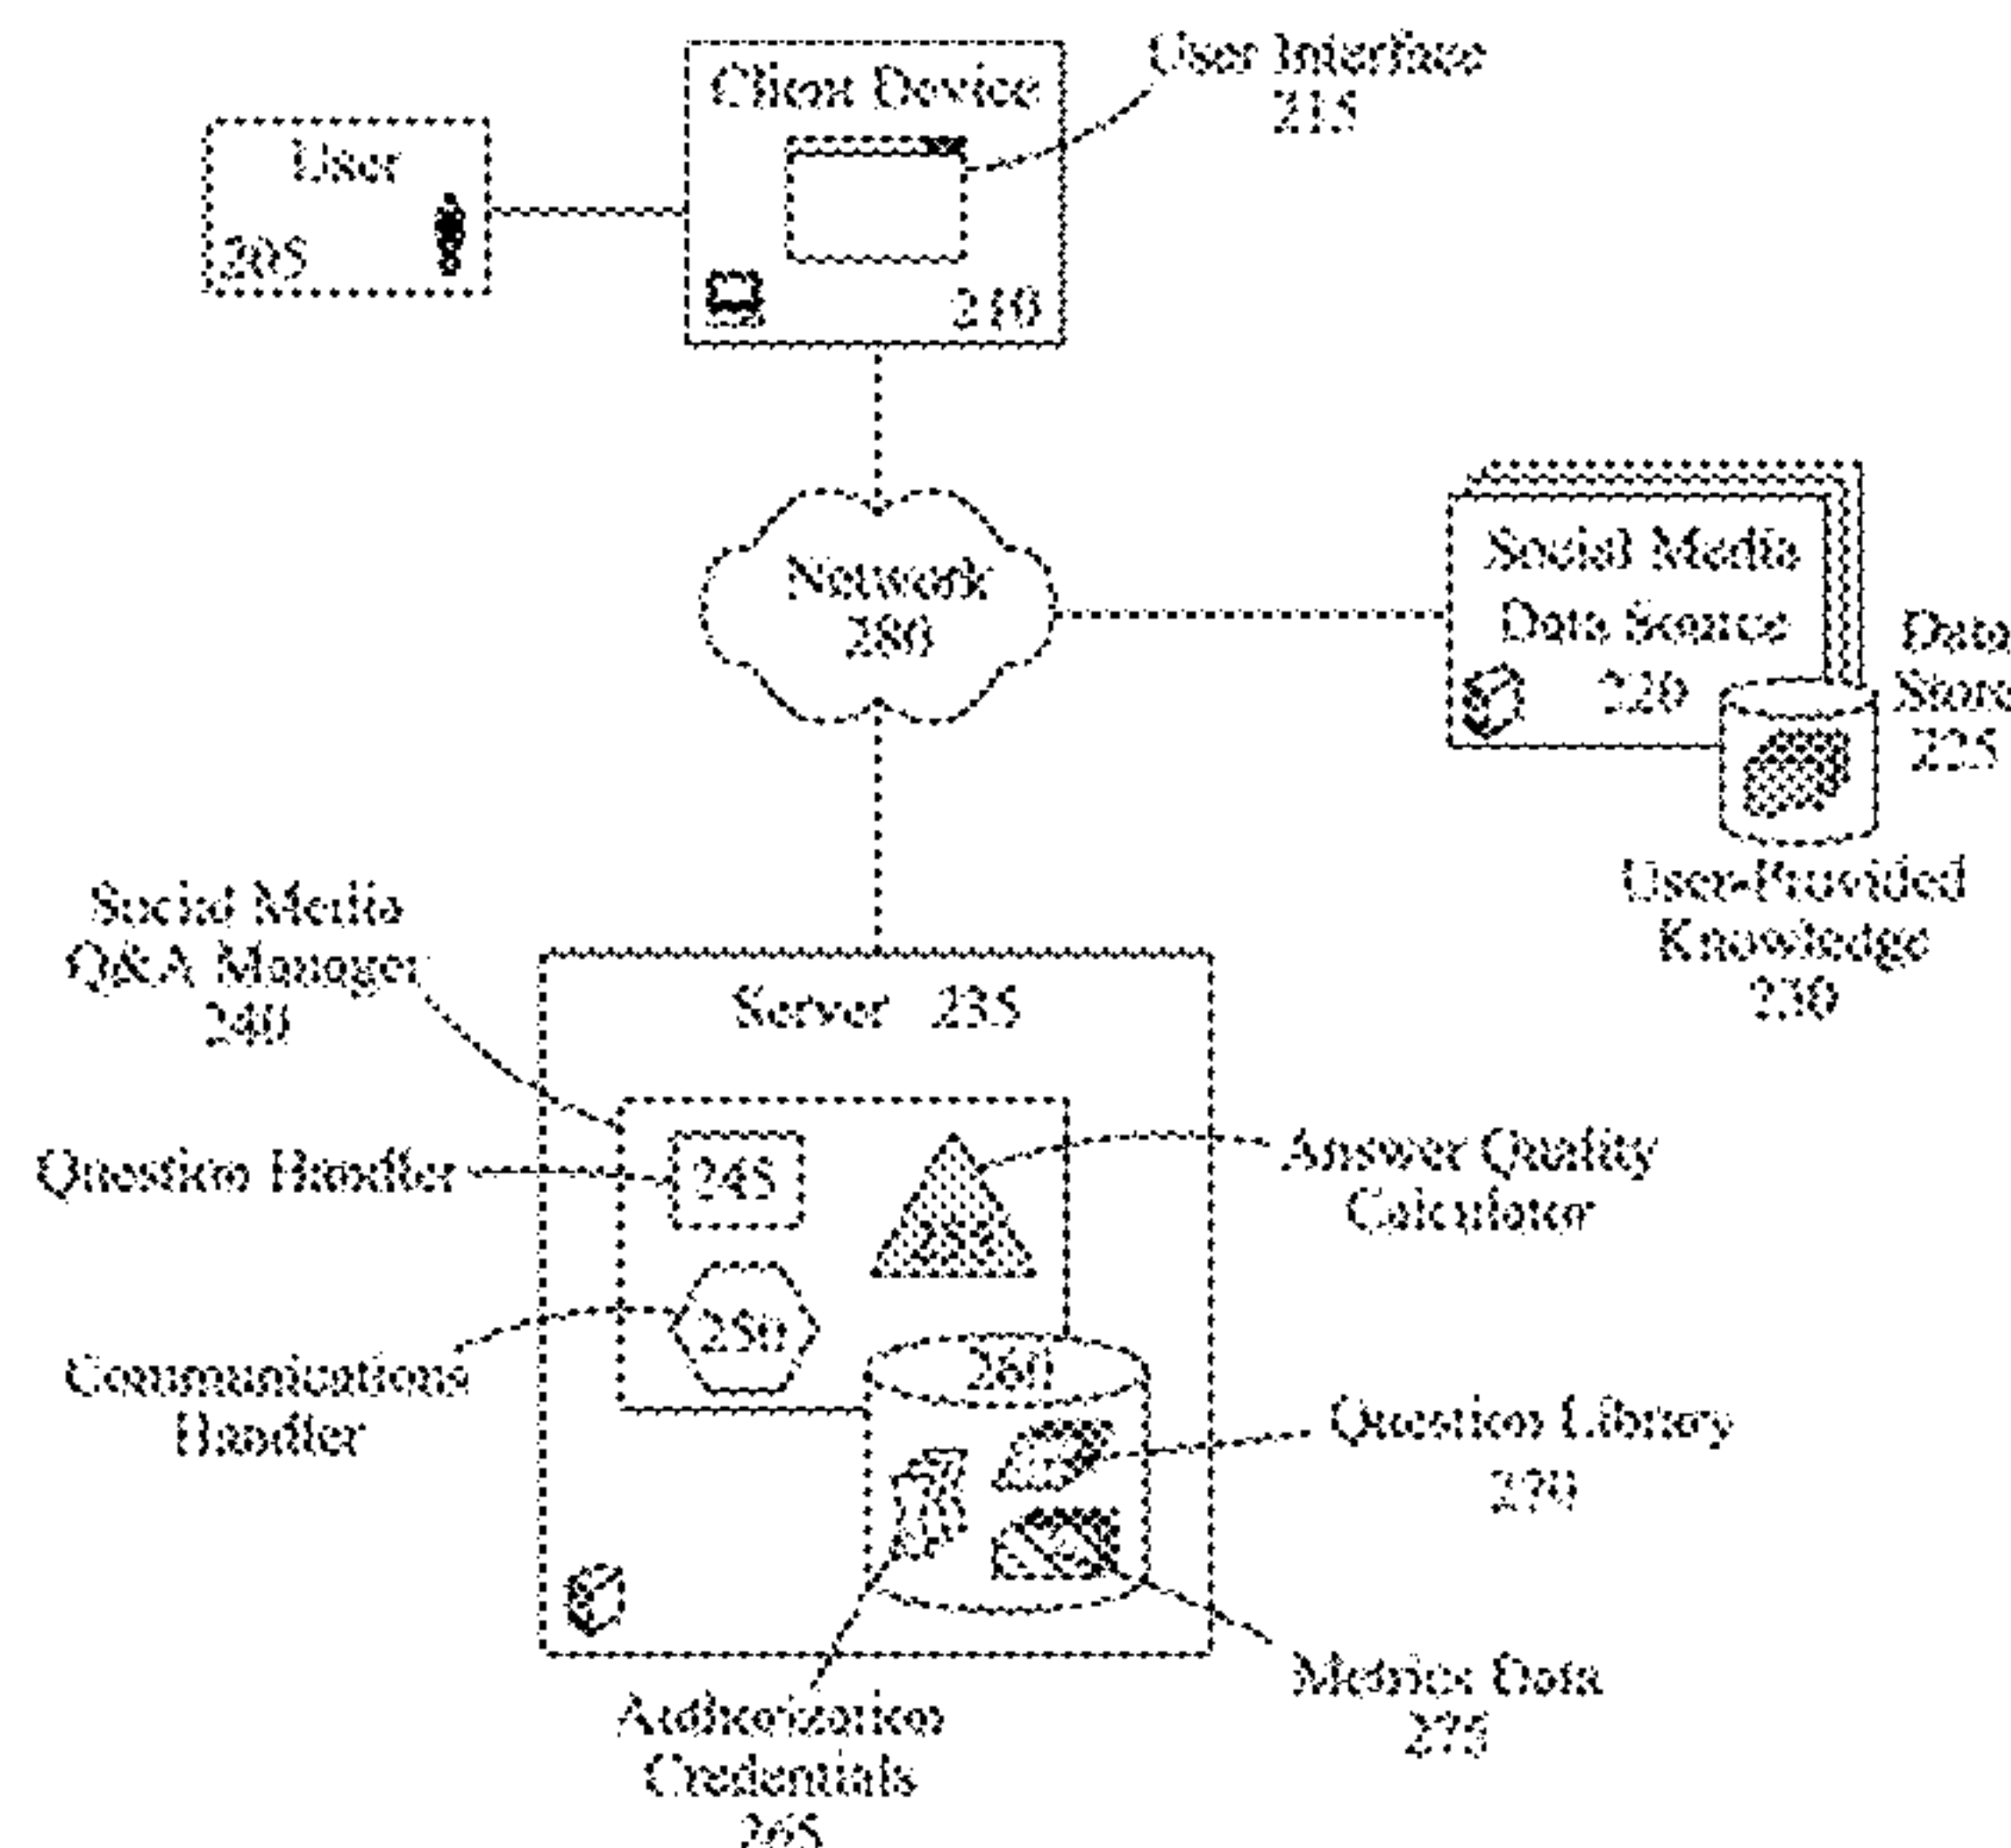 User
205
Client Device
210
User Interface
215
Network
280
Social Media
Data Source
220
Data
Store
225
User-Provided
Knowledge
230
Social Media
Q&A Manager
240
Server 235
Question Handler
245
Answer Quality
Calculator
255
Communications
Handler
250
260
Question Library
270
Metrics Data
275
Authorization
Credentials
265